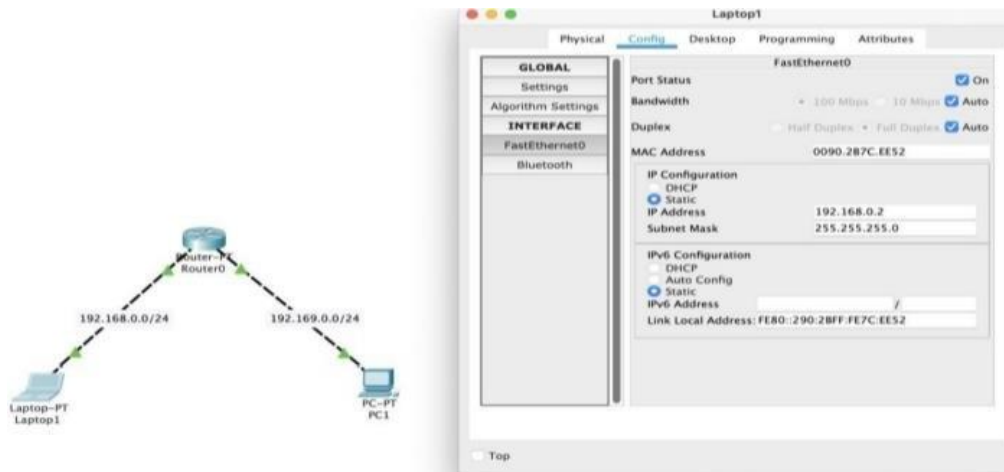 Laptop1
Physical Config Desktop Programming Attributes
GLOBAL
Settings
Algorithm Settings
INTERFACE
FastEthernet0
Bluetooth
FastEthernet0
Port Status On
Bandwidth 100 Mbps 10 Mbps Auto
Duplex Half Duplex Full Duplex Auto
MAC Address 0090.2B7C.EE52
IP Configuration
DHCP
Static
IP Address 192.168.0.2
Subnet Mask 255.255.255.0
IPv6 Configuration
DHCP
Auto Config
Static
IPv6 Address /
Link Local Address: FE80::290:2BFF:FE7C:EE52
Top
Router-PT
Router0
192.168.0.0/24
192.169.0.0/24
Laptop-PT
Laptop1
PC-PT
PC1